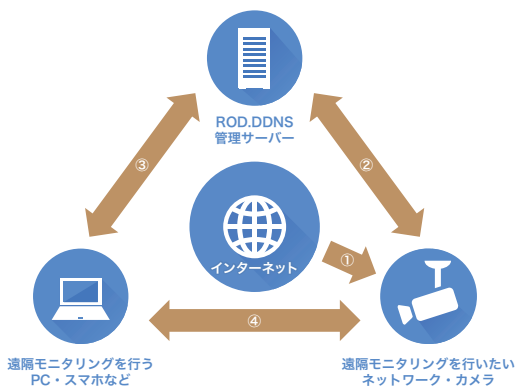 ROD.DDNS
管理サーバー
③
②
インターネット
①
④
遠隔モニタリングを行う
PC・スマホなど
遠隔モニタリングを行いたい
ネットワーク・カメラ